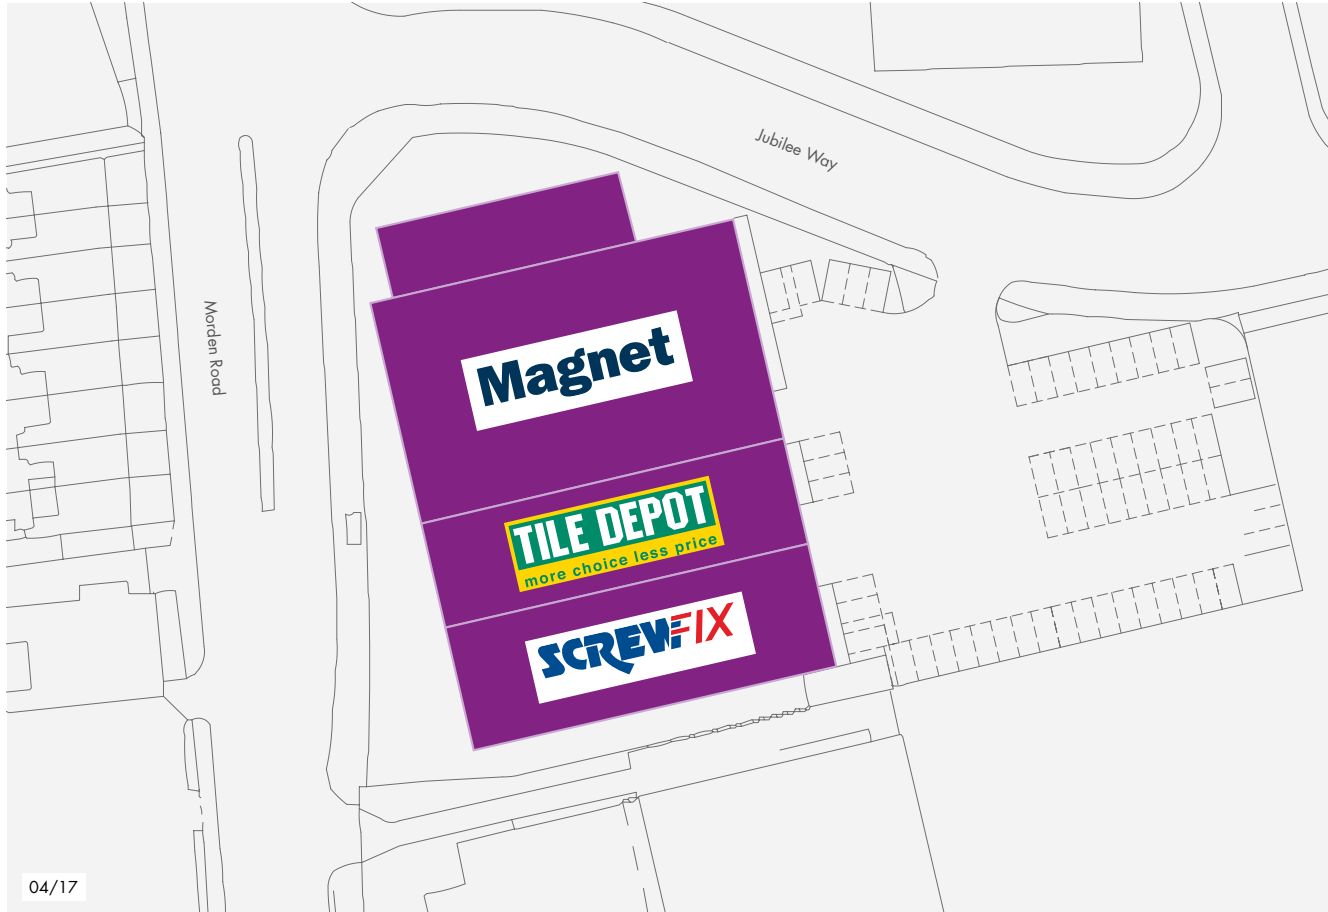 Jubilee Way
Morden Road
Magnet
TILE DEPOT
more choice less price
SCREWFIX
04/17